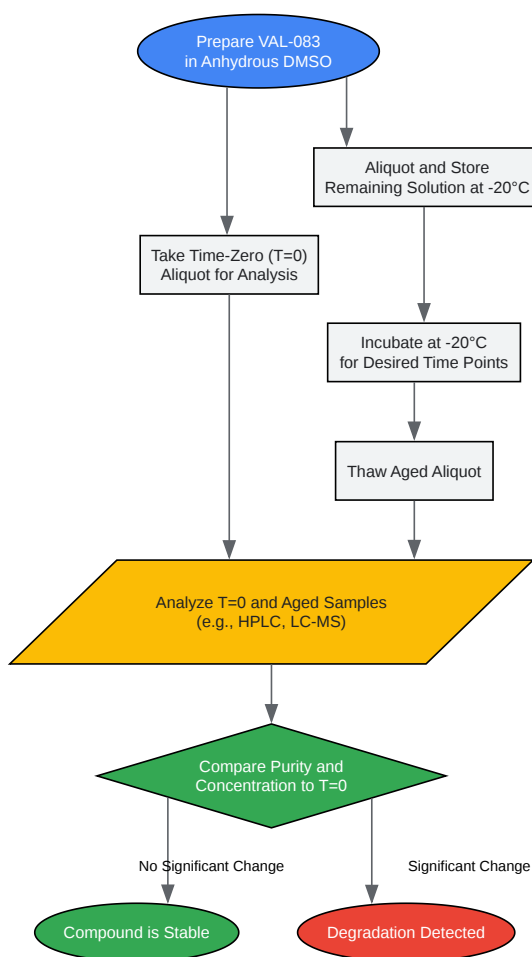 Prepare VAL-083
in Anhydrous DMSO
Aliquot and Store
Remaining Solution at -20°C
Take Time-Zero (T=0)
Aliquot for Analysis
Incubate at -20°C
for Desired Time Points
Thaw Aged Aliquot
Analyze T=0 and Aged Samples
(e.g., HPLC, LC-MS)
Compare Purity and
Concentration to T=0
No Significant Change
Significant Change
Compound is Stable
Degradation Detected